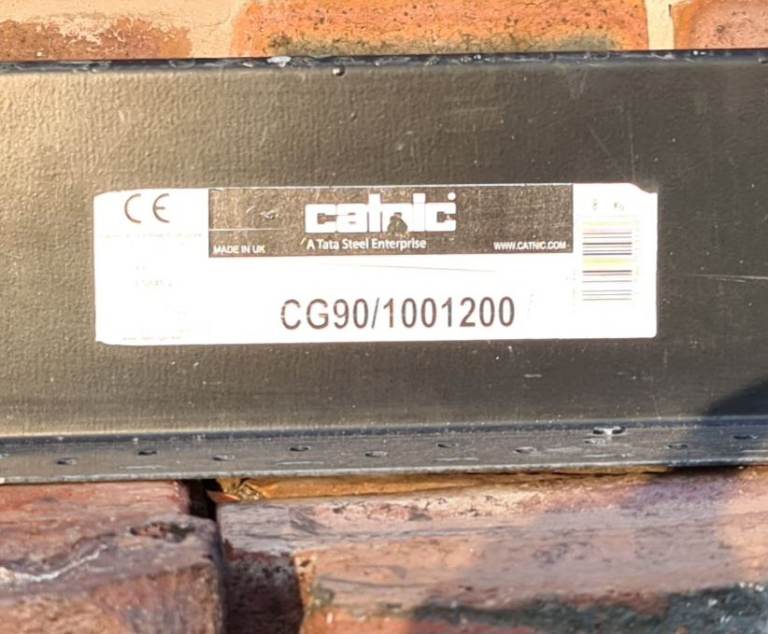 CE
catnic
MADE IN UK
A Tata Steel Enterprise
WWW.CATNIC.COM
CG90/1001200